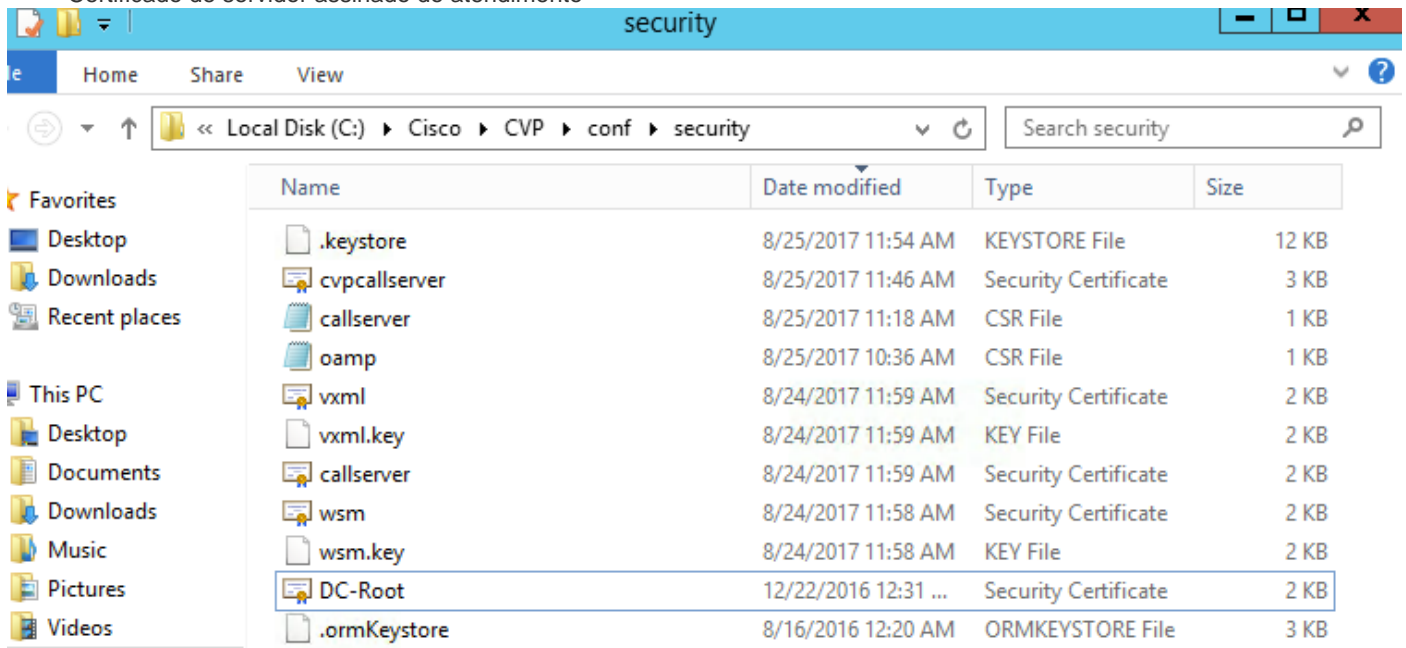 Certificado do servidor assinado de atendimento
security
le Home Share View
« Local Disk (C:) Cisco CVP conf security Search security
Favorites
Desktop
Downloads
Recent places
This PC
Desktop
Documents
Downloads
Music
Pictures
Videos
Name Date modified Type Size
.keystore 8/25/2017 11:54 AM KEYSTORE File 12 KB
cvpcallserver 8/25/2017 11:46 AM Security Certificate 3 KB
callserver 8/25/2017 11:18 AM CSR File 1 KB
oamp 8/25/2017 10:36 AM CSR File 1 KB
vxml 8/24/2017 11:59 AM Security Certificate 2 KB
vxml.key 8/24/2017 11:59 AM KEY File 2 KB
callserver 8/24/2017 11:59 AM Security Certificate 2 KB
wsm 8/24/2017 11:58 AM Security Certificate 2 KB
wsm.key 8/24/2017 11:58 AM KEY File 2 KB
DC-Root 12/22/2016 12:31 ... Security Certificate 2 KB
.ormKeystore 8/16/2016 12:20 AM ORMKEYSTORE File 3 KB